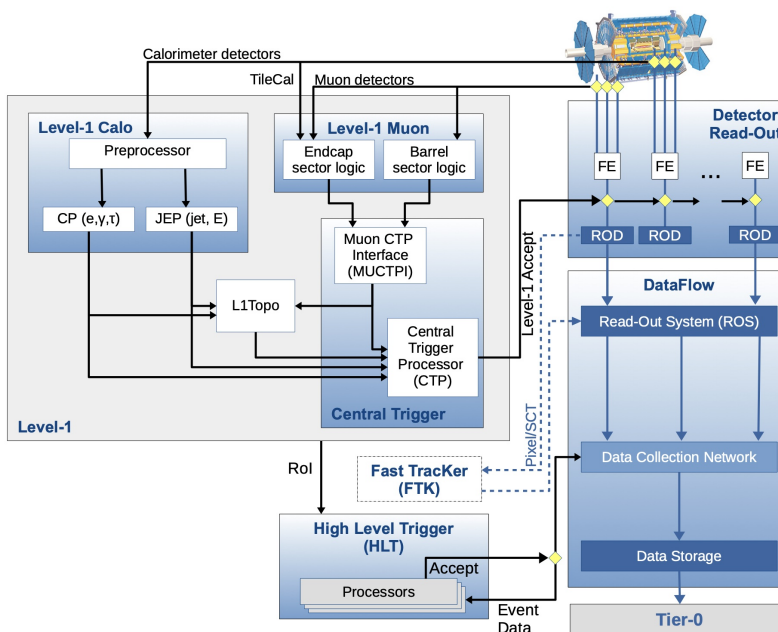 Calorimeter detectors
TileCal
Muon detectors
Level-1 Calo
Preprocessor
CP (e,γ,τ)
JEP (jet, E)
Level-1 Muon
Endcap
sector logic
Barrel
sector logic
Detector
Read-Out
FE
FE
...
FE
ROD
ROD
ROD
Muon CTP
Interface
(MUCTPI)
L1Topo
Central
Trigger
Processor
(CTP)
Central Trigger
Level-1
Level-1 Accept
DataFlow
Read-Out System (ROS)
Pixel/SCT
Data Collection Network
Data Storage
RoI
Fast TracKer
(FTK)
High Level Trigger
(HLT)
Accept
Processors
Event
Data
Tier-0